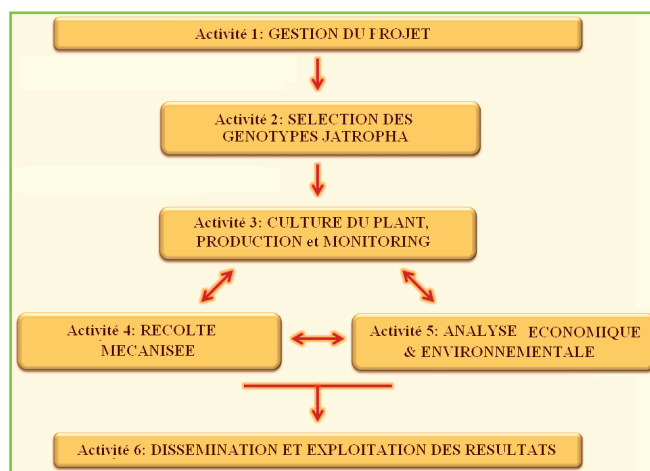 Activité 1: GESTION DU PROJET
Activité 2: SELECTION DES
GENOTYPES JATROPHA
Activité 3: CULTURE DU PLANT,
PRODUCTION et MONITORING
Activité 4: RECOLTE
MECANISEE
Activité 5: ANALYSE ECONOMIQUE
& ENVIRONNEMENTALE
Activité 6: DISSEMINATION ET EXPLOITATION DES RESULTATS